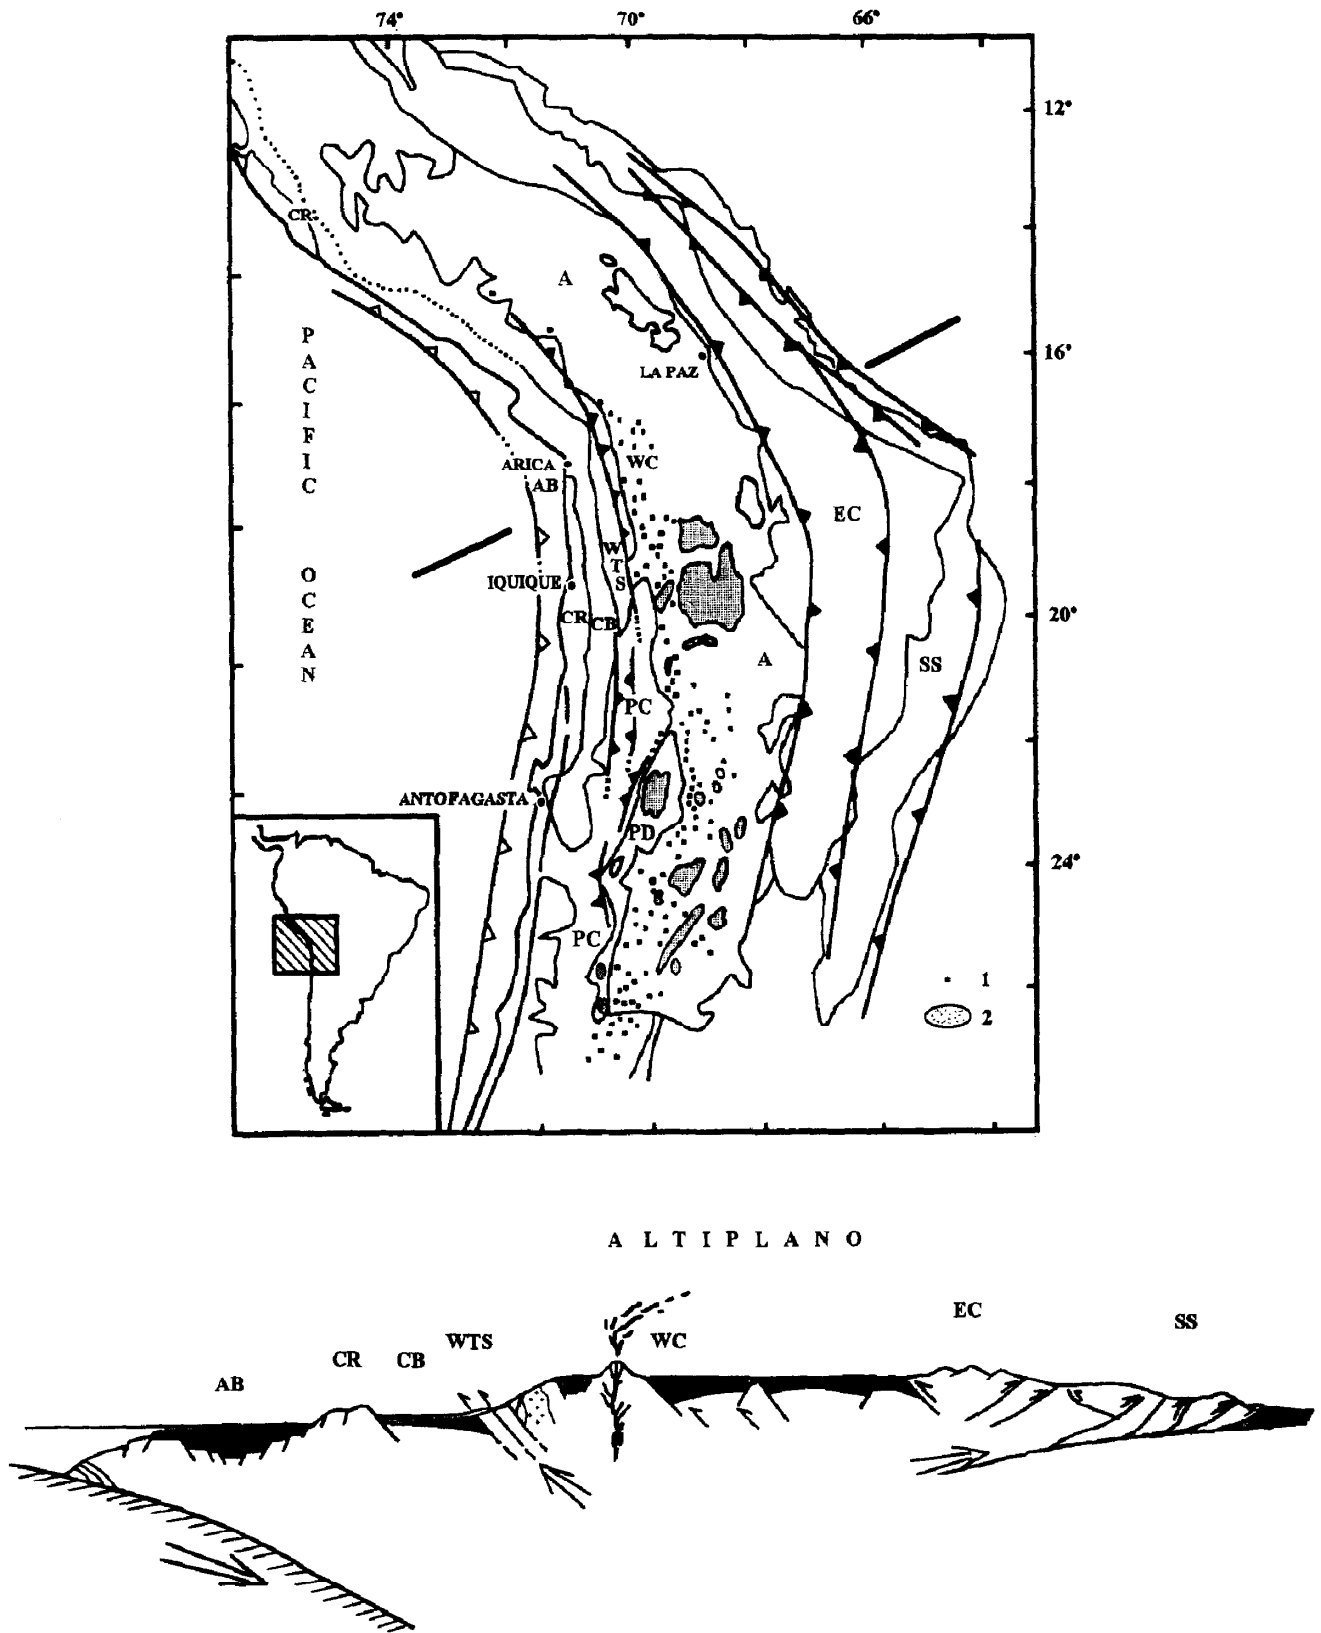 74° 70° 66°
12°
CR
A
PACIFIC OCEAN
16°
LA PAZ
ARICA
WC
AB
EC
WTS
IQUIQUE
CR CB
20°
A
SS
PC
ANTOFAGASTA
PD
24°
PC
1
2
ALTIPLANO
EC
SS
WTS
WC
CR
CB
AB